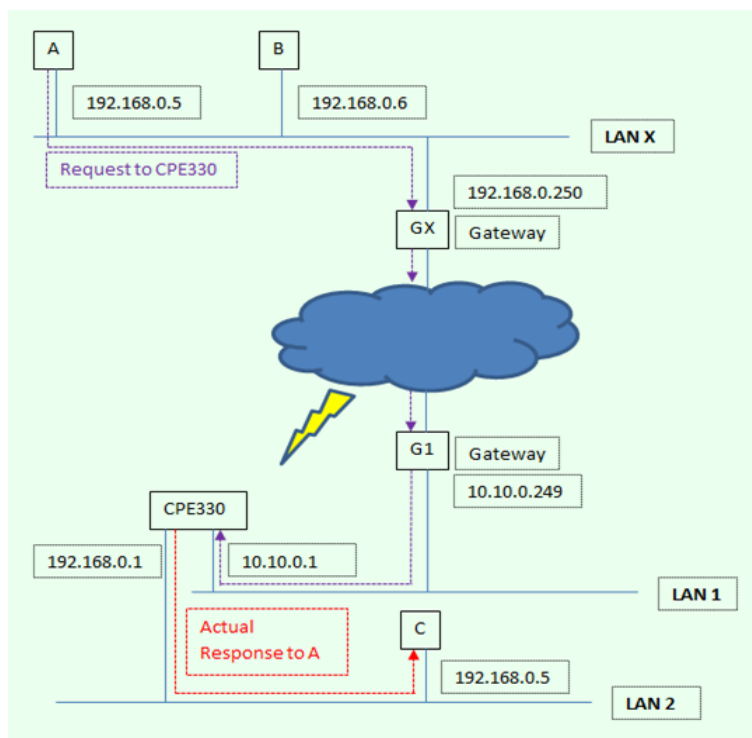 A
B
192.168.0.5
192.168.0.6
LAN X
Request to CPE330
192.168.0.250
GX
Gateway
G1
Gateway
10.10.0.249
CPE330
192.168.0.1
10.10.0.1
LAN 1
Actual
Response to A
C
192.168.0.5
LAN 2